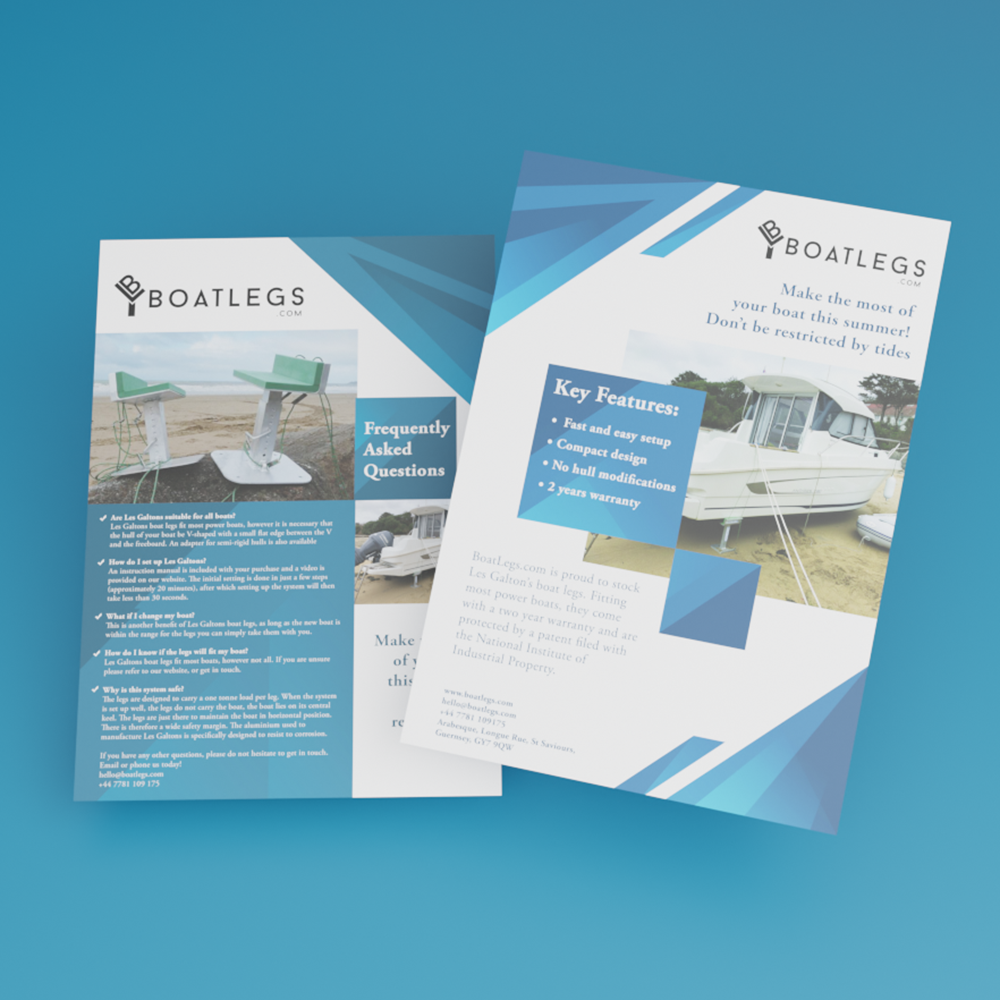 BOATLEGS
.COM
Frequently
Asked
Questions
Are Les Galtons suitable for all boats?
Les Galtons boat legs fit most power boats, however it is necessary that
the hull of your boat be V-shaped with a small flat edge between the V
and the freeboard. An adapter for semi-rigid hulls is also available
How do I set up Les Galtons?
An instruction manual is included with your purchase and a video is
provided on our website. The initial setting is done in just a few steps
(approximately 20 minutes), after which setting up the system will then
take less than 30 seconds.
What if I change my boat?
This is another benefit of Les Galtons boat legs, as long as the new boat is
within the range for the legs you can simply take them with you.
How do I know if the legs will fit my boat?
Les Galtons boat legs fit most boats, however not all. If you are unsure
please refer to our website, or get in touch.
Why is this system safe?
The legs are designed to carry a one tonne load per leg. When the system
is set up well, the legs do not carry the boat, the boat lies on its central
keel. The legs are just there to maintain the boat in horizontal position.
There is therefore a wide safety margin. The aluminium used to
manufacture Les Galtons is specifically designed to resist to corrosion.
If you have any other questions, please do not hesitate to get in touch.
Email or phone us today!
hello@boatlegs.com
+44 7781 109 175
Make
of y
this
re
BOATLEGS
.COM
Make the most of
your boat this summer!
Don't be restricted by tides
Key Features:
• Fast and easy setup
• Compact design
• No hull modifications
• 2 years warranty
BoatLegs.com is proud to stock
Les Galton's boat legs. Fitting
most power boats, they come
with a two year warranty and are
protected by a patent filed with
the National Institute of
Industrial Property.
www.boatlegs.com
hello@boatlegs.com
+44 7781 109175
Arabesque, Longue Rue, St Saviours,
Guernsey, GY7 9QW